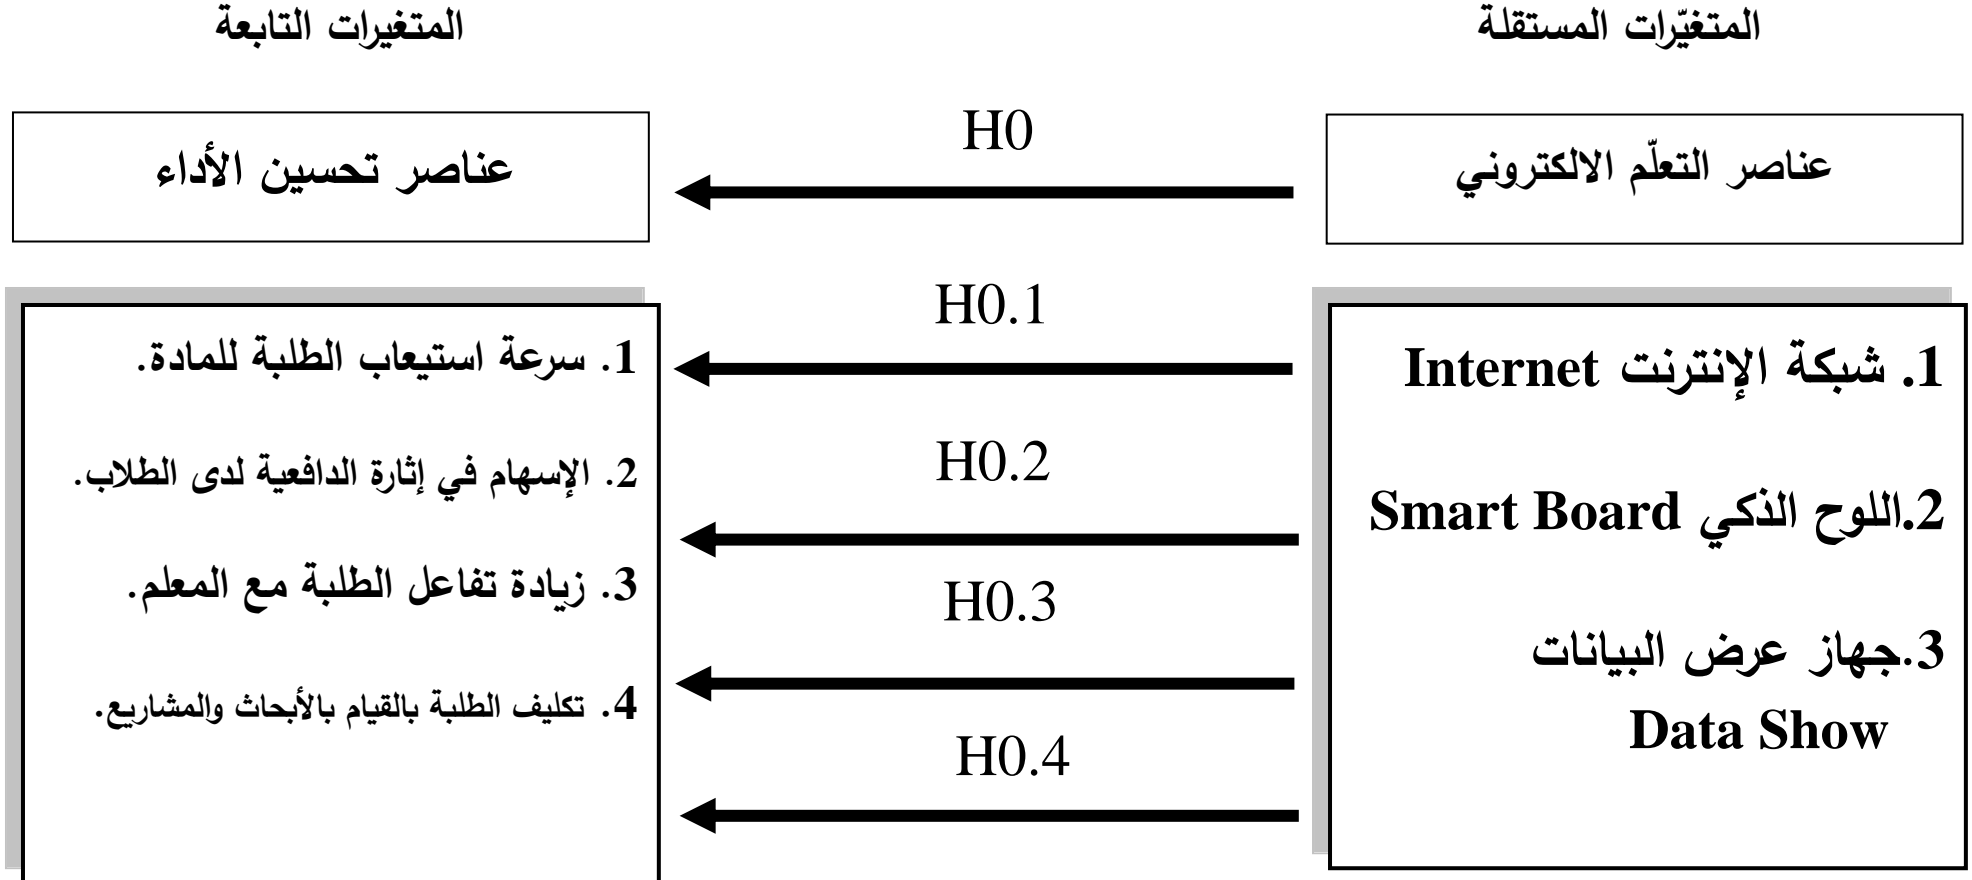 المتغيّرات المستقلة
المتغيرات التابعة
عناصر التعلّم الالكتروني
H0
عناصر تحسين الأداء
1. شبكة الإنترنت Internet
2.اللوح الذكي Smart Board
3.جهاز عرض البيانات
Data Show
H0.1
H0.2
H0.3
H0.4
1. سرعة استيعاب الطلبة للمادة.
2. الإسهام في إثارة الدافعية لدى الطلاب.
3. زيادة تفاعل الطلبة مع المعلم.
4. تكليف الطلبة بالقيام بالأبحاث والمشاريع.